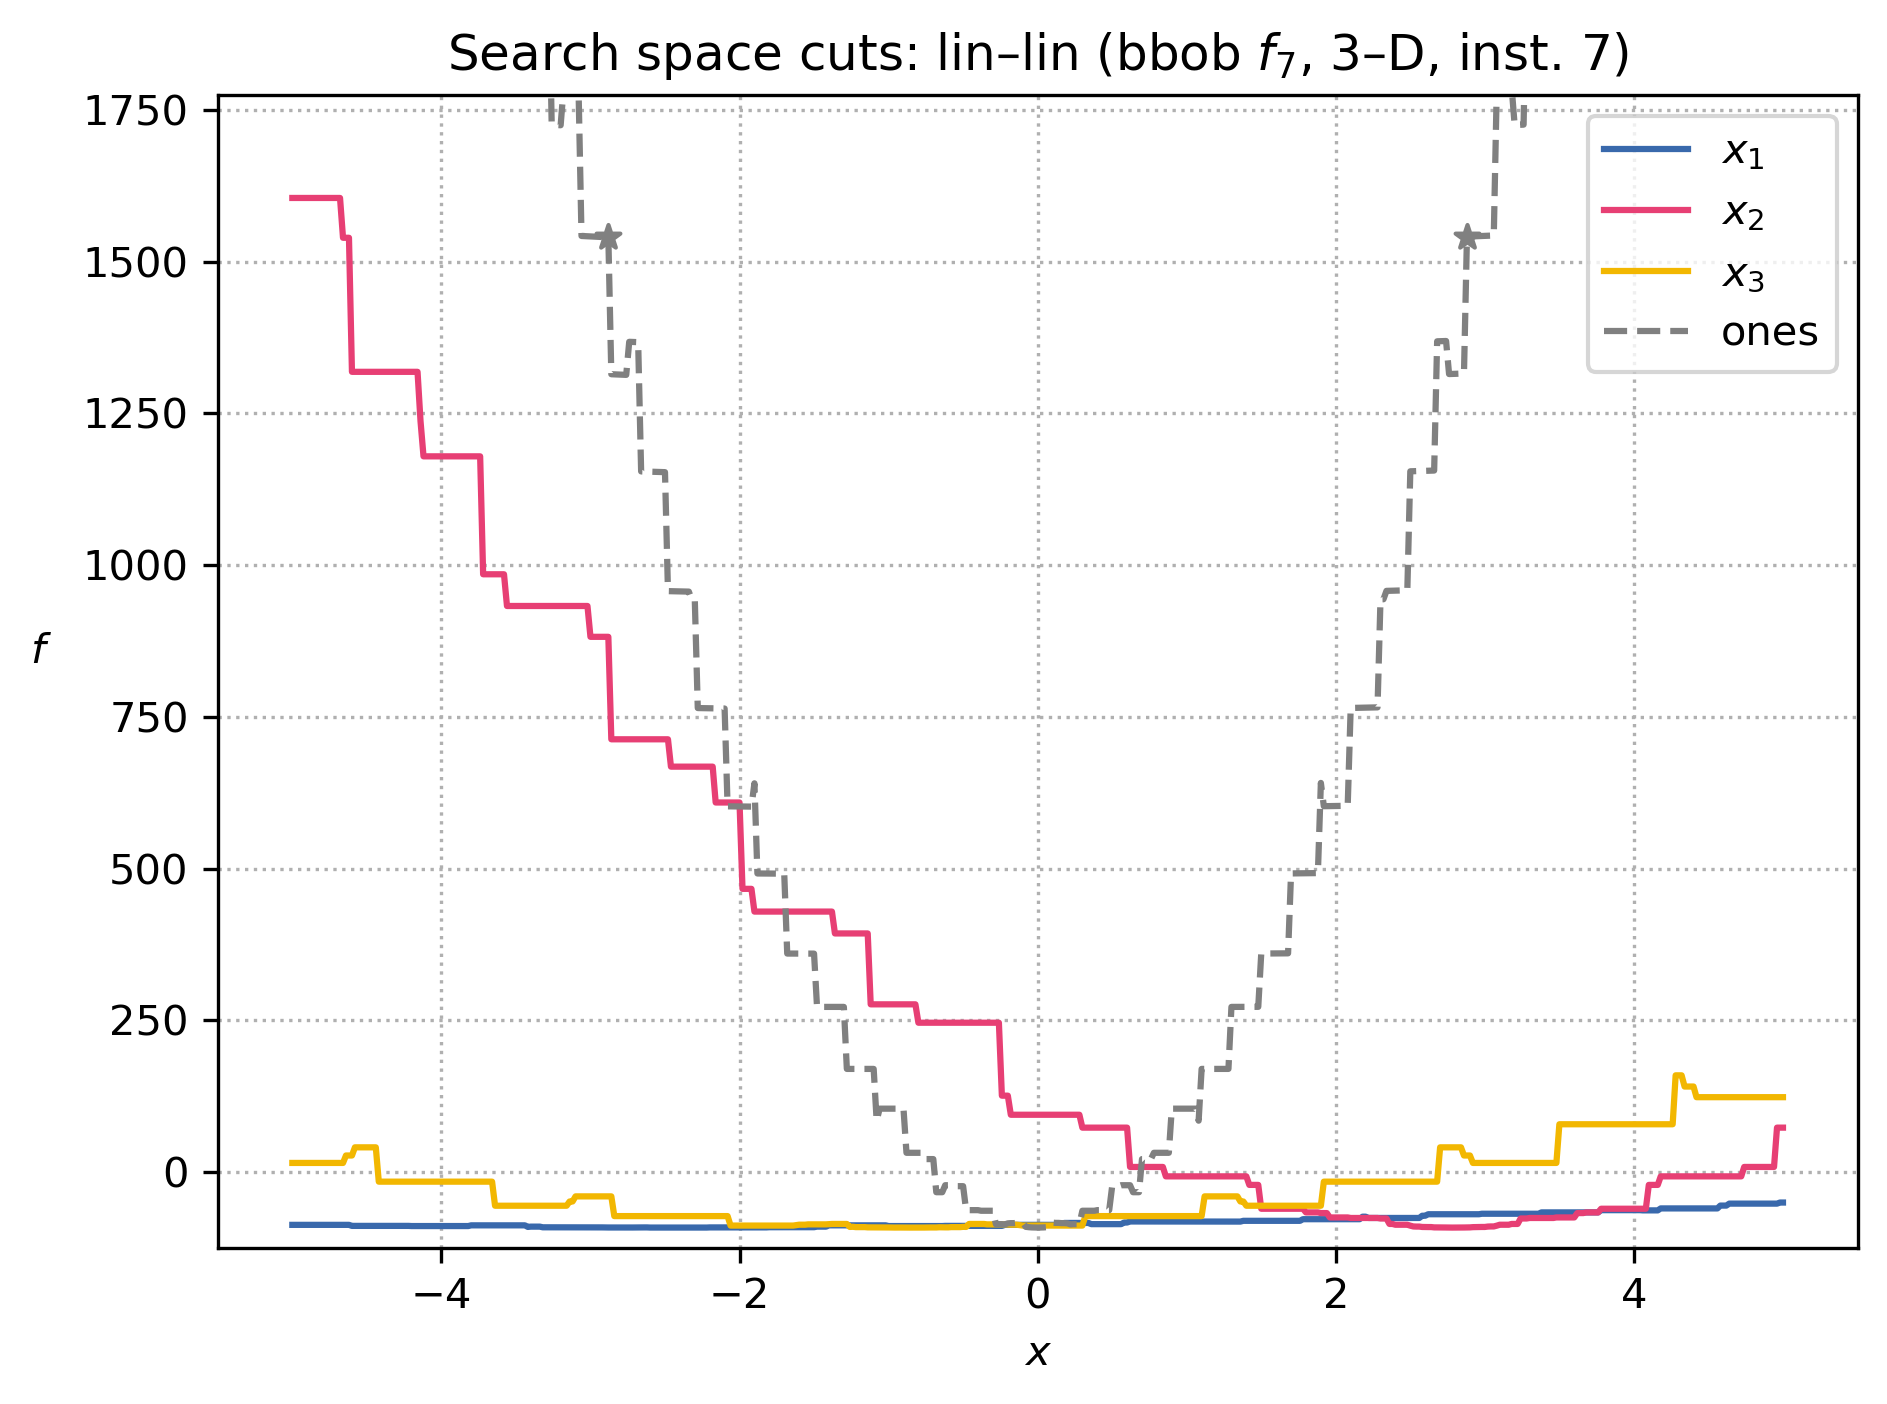 Search space cuts: lin–lin (bbob f₇, 3–D, inst. 7)
1750
1500
1250
1000
750
500
250
0
f
−4
−2
0
2
4
x
x₁
x₂
x₃
ones